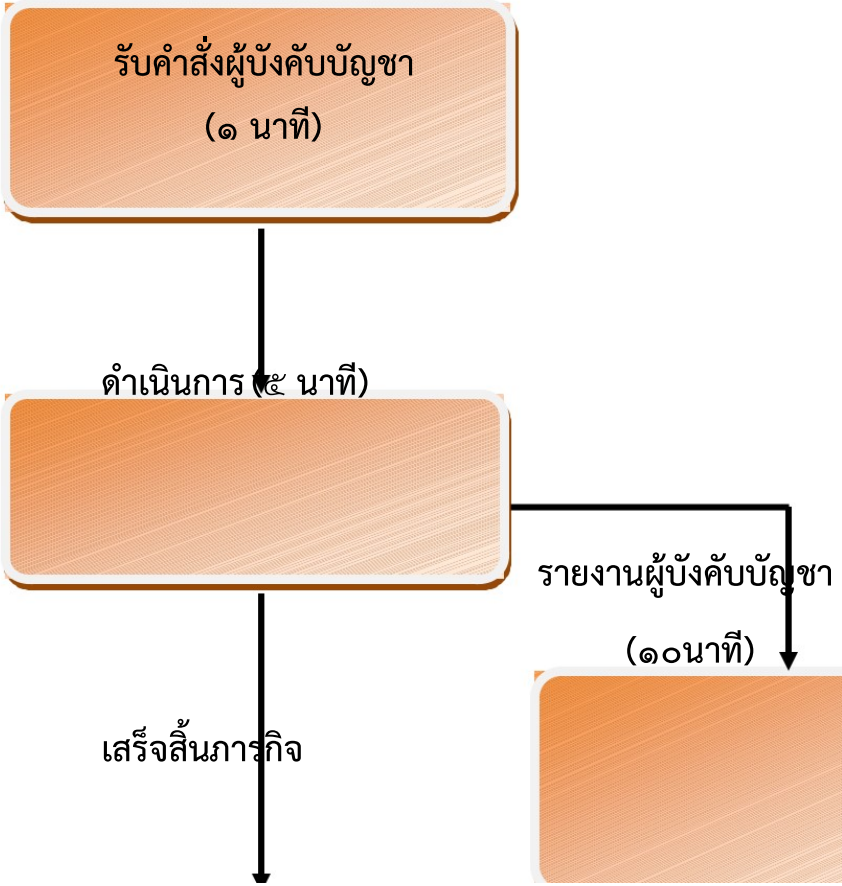 รับคำสั่งผู้บังคับบัญชา
(๑ นาที)
ดำเนินการ (๕ นาที)
รายงานผู้บังคับบัญชา
(๑๐นาที)
เสร็จสิ้นภารกิจ